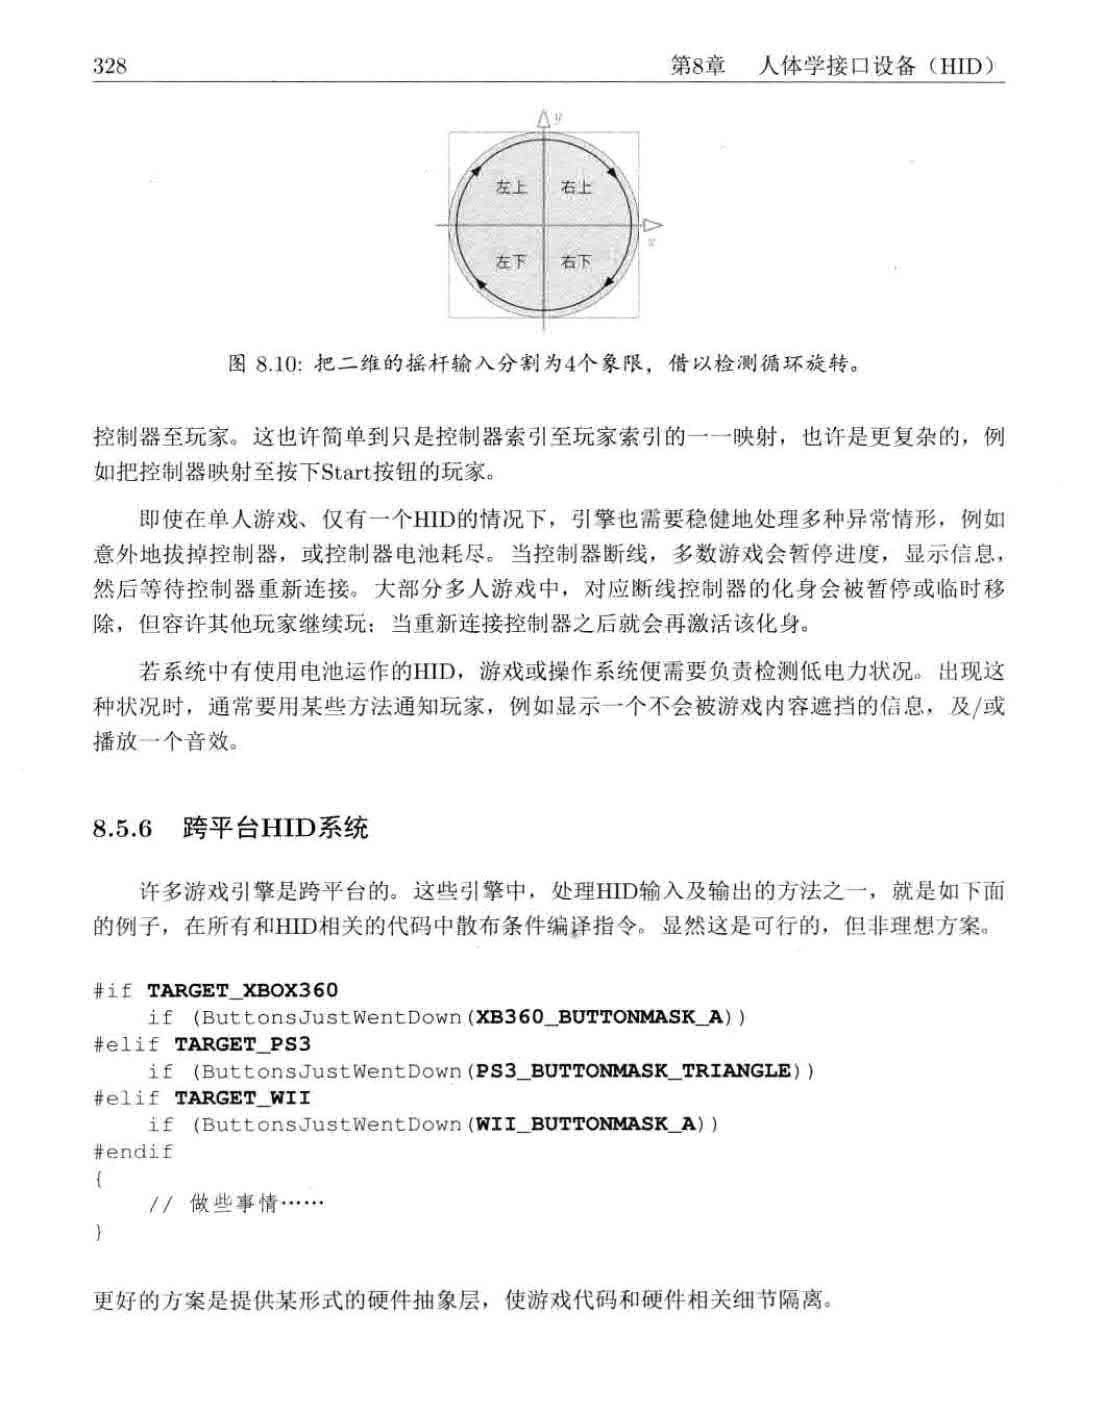 328 第8章 人体学接口设备（HID）
y
左上 右上
x
左下 右下
图 8.10: 把二维的摇杆输入分割为4个象限，借以检测循环旋转。
控制器至玩家。这也许简单到只是控制器索引至玩家索引的一一映射，也许是更复杂的，例
如把控制器映射至按下Start按钮的玩家。
即使在单人游戏、仅有一个HID的情况下，引擎也需要稳健地处理多种异常情形，例如
意外地拔掉控制器，或控制器电池耗尽。当控制器断线，多数游戏会暂停进度，显示信息，
然后等待控制器重新连接。大部分多人游戏中，对应断线控制器的化身会被暂停或临时移
除，但容许其他玩家继续玩；当重新连接控制器之后就会再激活该化身。
若系统中有使用电池运作的HID，游戏或操作系统便需要负责检测低电力状况。出现这
种状况时，通常要用某些方法通知玩家，例如显示一个不会被游戏内容遮挡的信息，及/或
播放一个音效。
8.5.6 跨平台HID系统
许多游戏引擎是跨平台的。这些引擎中，处理HID输入及输出的方法之一，就是如下面
的例子，在所有和HID相关的代码中散布条件编译指令。显然这是可行的，但非理想方案。
#if TARGET_XBOX360
if (ButtonsJustWentDown(XB360_BUTTONMASK_A))
#elif TARGET_PS3
if (ButtonsJustWentDown(PS3_BUTTONMASK_TRIANGLE))
#elif TARGET_WII
if (ButtonsJustWentDown(WII_BUTTONMASK_A))
#endif
{
// 做些事情……
}
更好的方案是提供某形式的硬件抽象层，使游戏代码和硬件相关细节隔离。